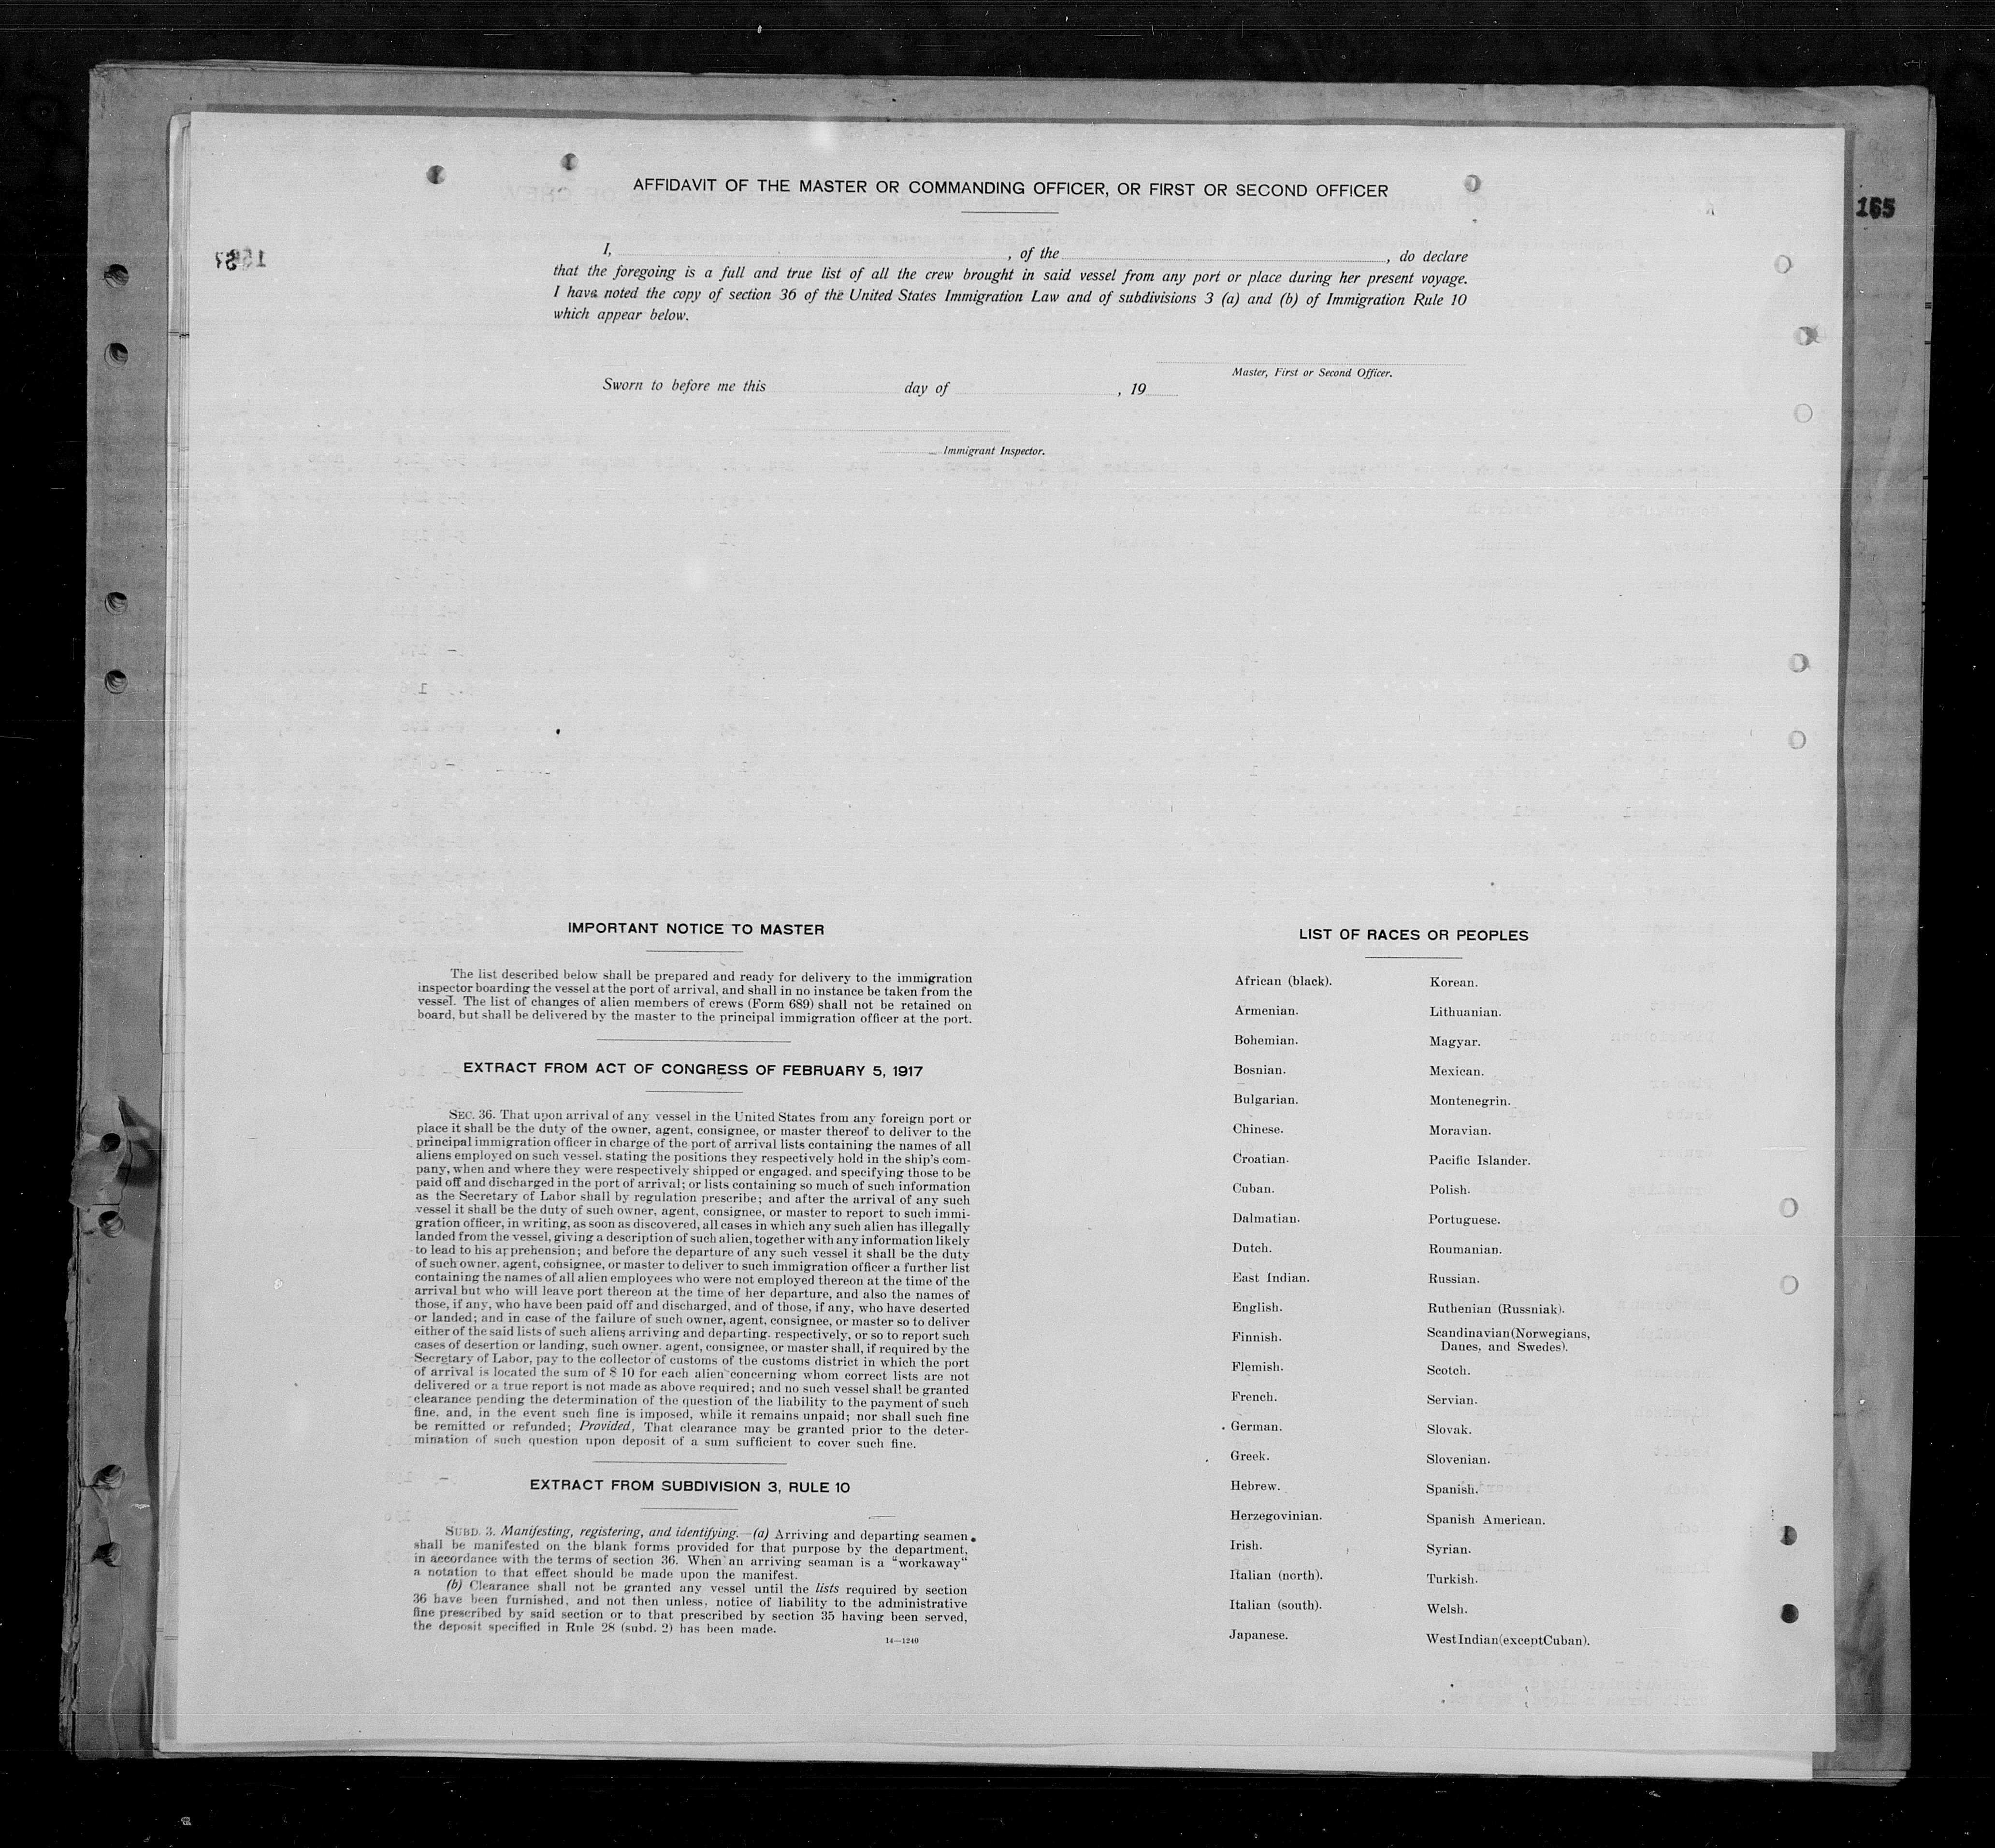 AFFIDAVIT OF THE MASTER OR COMMANDING OFFICER, OR FIRST OR SECOND OFFICER
165
I, , of the , do declare
that the foregoing is a full and true list of all the crew brought in said vessel from any port or place during her present voyage.
I have noted the copy of section 36 of the United States Immigration Law and of subdivisions 3 (a) and (b) of Immigration Rule 10
which appear below.
Master, First or Second Officer.
Sworn to before me this day of , 19
Immigrant Inspector.
IMPORTANT NOTICE TO MASTER
The list described below shall be prepared and ready for delivery to the immigration
inspector boarding the vessel at the port of arrival, and shall in no instance be taken from the
vessel. The list of changes of alien members of crews (Form 689) shall not be retained on
board, but shall be delivered by the master to the principal immigration officer at the port.
EXTRACT FROM ACT OF CONGRESS OF FEBRUARY 5, 1917
SEC. 36. That upon arrival of any vessel in the United States from any foreign port or
place it shall be the duty of the owner, agent, consignee, or master thereof to deliver to the
principal immigration officer in charge of the port of arrival lists containing the names of all
aliens employed on such vessel, stating the positions they respectively hold in the ship's com-
pany, when and where they were respectively shipped or engaged, and specifying those to be
paid off and discharged in the port of arrival; or lists containing so much of such information
as the Secretary of Labor shall by regulation prescribe; and after the arrival of any such
vessel it shall be the duty of such owner, agent, consignee, or master to report to such immi-
gration officer, in writing, as soon as discovered, all cases in which any such alien has illegally
landed from the vessel, giving a description of such alien, together with any information likely
to lead to his apprehension; and before the departure of any such vessel it shall be the duty
of such owner, agent, consignee, or master to deliver to such immigration officer a further list
containing the names of all alien employees who were not employed thereon at the time of the
arrival but who will leave port thereon at the time of her departure, and also the names of
those, if any, who have been paid off and discharged, and of those, if any, who have deserted
or landed; and in case of the failure of such owner, agent, consignee, or master so to deliver
either of the said lists of such aliens arriving and departing, respectively, or so to report such
cases of desertion or landing, such owner, agent, consignee, or master shall, if required by the
Secretary of Labor, pay to the collector of customs of the customs district in which the port
of arrival is located the sum of $ 10 for each alien concerning whom correct lists are not
delivered or a true report is not made as above required; and no such vessel shall be granted
clearance pending the determination of the question of the liability to the payment of such
fine, and, in the event such fine is imposed, while it remains unpaid; nor shall such fine
be remitted or refunded; Provided, That clearance may be granted prior to the deter-
mination of such question upon deposit of a sum sufficient to cover such fine.
EXTRACT FROM SUBDIVISION 3, RULE 10
SUBD. 3. Manifesting, registering, and identifying.—(a) Arriving and departing seamen
shall be manifested on the blank forms provided for that purpose by the department,
in accordance with the terms of section 36. When an arriving seaman is a "workaway"
a notation to that effect should be made upon the manifest.
(b) Clearance shall not be granted any vessel until the lists required by section
36 have been furnished, and not then unless, notice of liability to the administrative
fine prescribed by said section or to that prescribed by section 35 having been served,
the deposit specified in Rule 28 (subd. 2) has been made.
14—1240
LIST OF RACES OR PEOPLES
African (black).
Armenian.
Bohemian.
Bosnian.
Bulgarian.
Chinese.
Croatian.
Cuban.
Dalmatian.
Dutch.
East Indian.
English.
Finnish.
Flemish.
French.
German.
Greek.
Hebrew.
Herzegovinian.
Irish.
Italian (north).
Italian (south).
Japanese.
Korean.
Lithuanian.
Magyar.
Mexican.
Montenegrin.
Moravian.
Pacific Islander.
Polish.
Portuguese.
Roumanian.
Russian.
Ruthenian (Russniak).
Scandinavian (Norwegians,
Danes, and Swedes).
Scotch.
Servian.
Slovak.
Slovenian.
Spanish.
Spanish American.
Syrian.
Turkish.
Welsh.
West Indian (except Cuban).